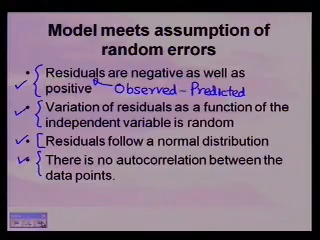 Model meets assumption of
random errors
• Residuals are negative as well as
positive Observed - Predicted
• Variation of residuals as a function of the
independent variable is random
• Residuals follow a normal distribution
• There is no autocorrelation between the
data points.